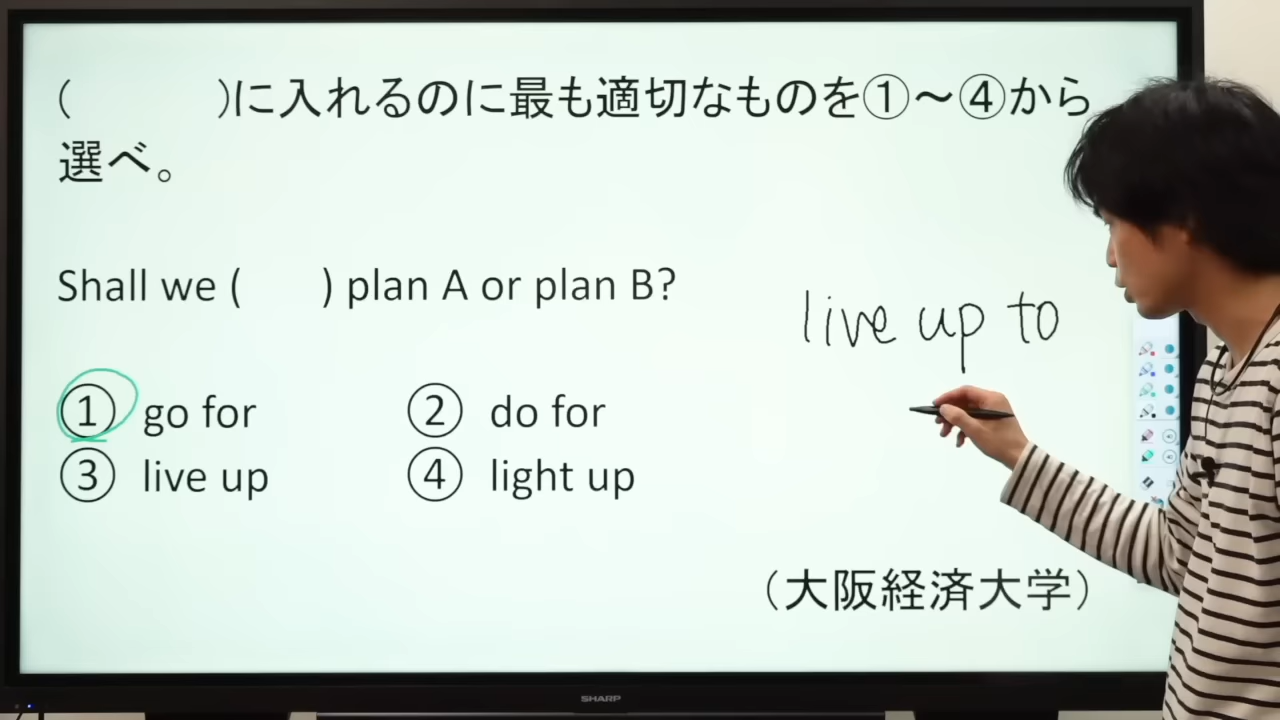 (　　　)に入れるのに最も適切なものを①～④から
選べ。
Shall we (　　) plan A or plan B?
live up to
① go for　② do for
③ live up　④ light up
(大阪経済大学)
SHARP